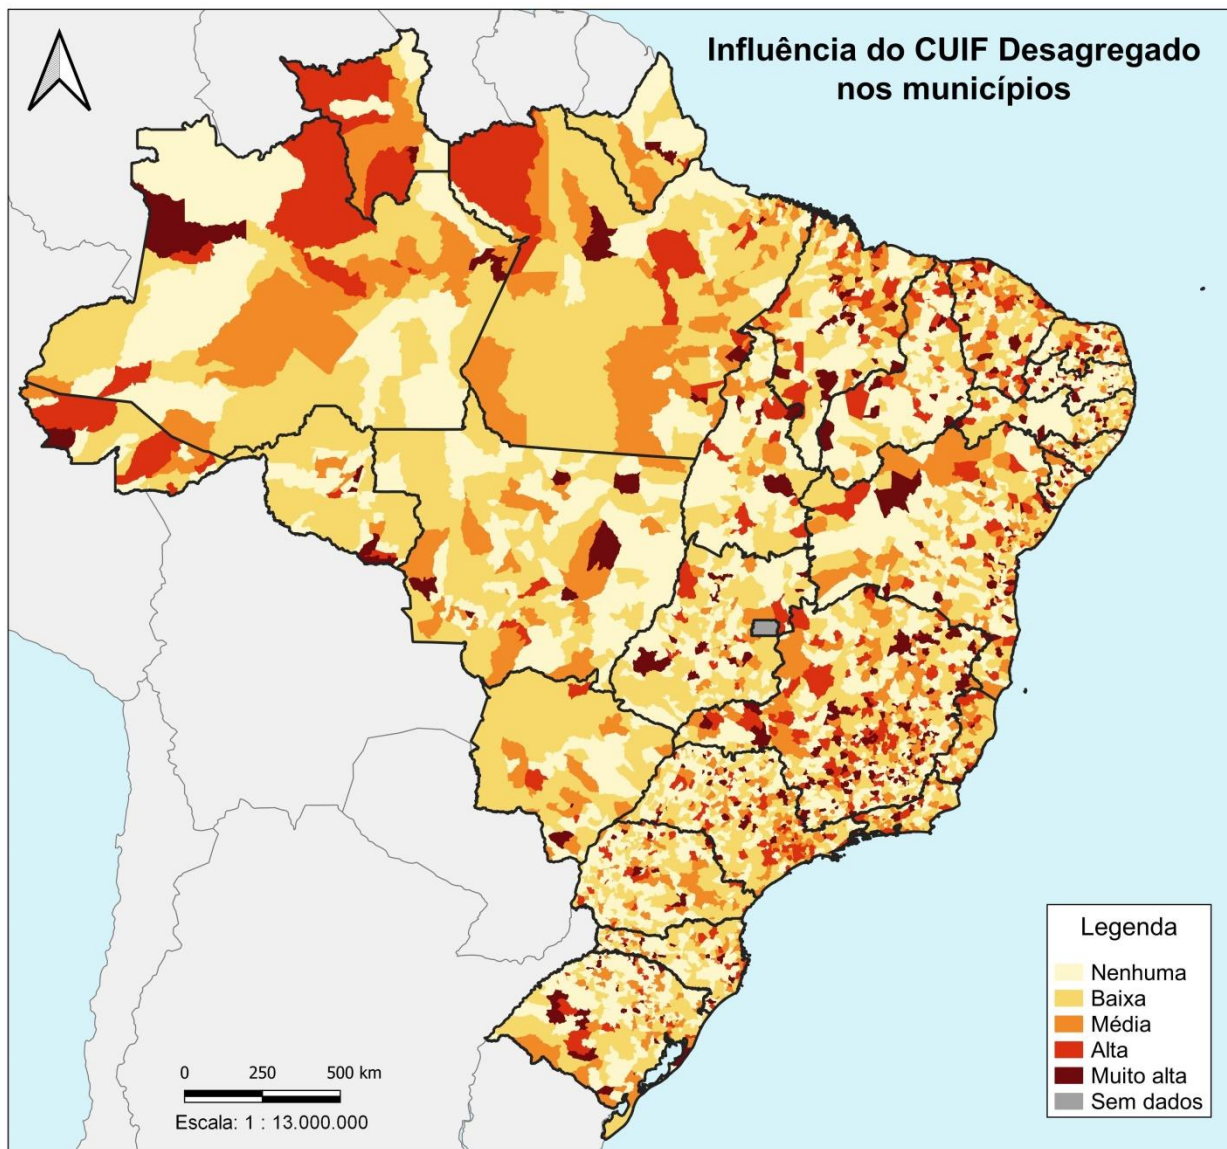 Influência do CUIF Desagregado
nos municípios
Legenda
Nenhuma
Baixa
Média
Alta
Muito alta
Sem dados
0 250 500 km
Escala: 1 : 13.000.000